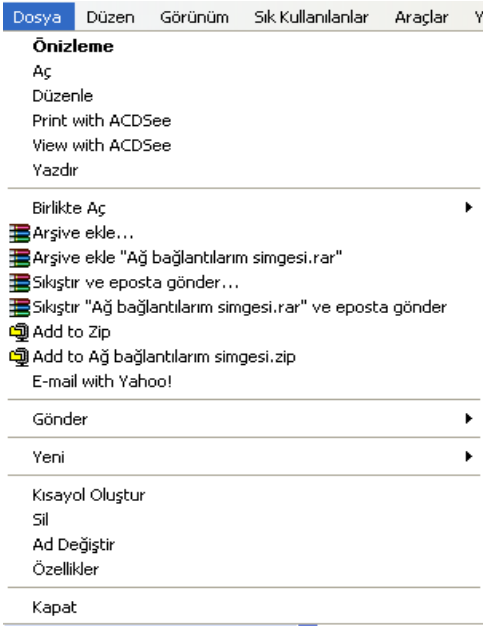 Dosya Düzen Görünüm Sık Kullanılanlar Araçlar Y
Önizleme
Aç
Düzenle
Print with ACDSee
View with ACDSee
Yazdır
Birlikte Aç
Arşive ekle...
Arşive ekle "Ağ bağlantılarım simgesi.rar"
Sıkıştır ve eposta gönder...
Sıkıştır "Ağ bağlantılarım simgesi.rar" ve eposta gönder
Add to Zip
Add to Ağ bağlantılarım simgesi.zip
E-mail with Yahoo!
Gönder
Yeni
Kısayol Oluştur
Sil
Ad Değiştir
Özellikler
Kapat